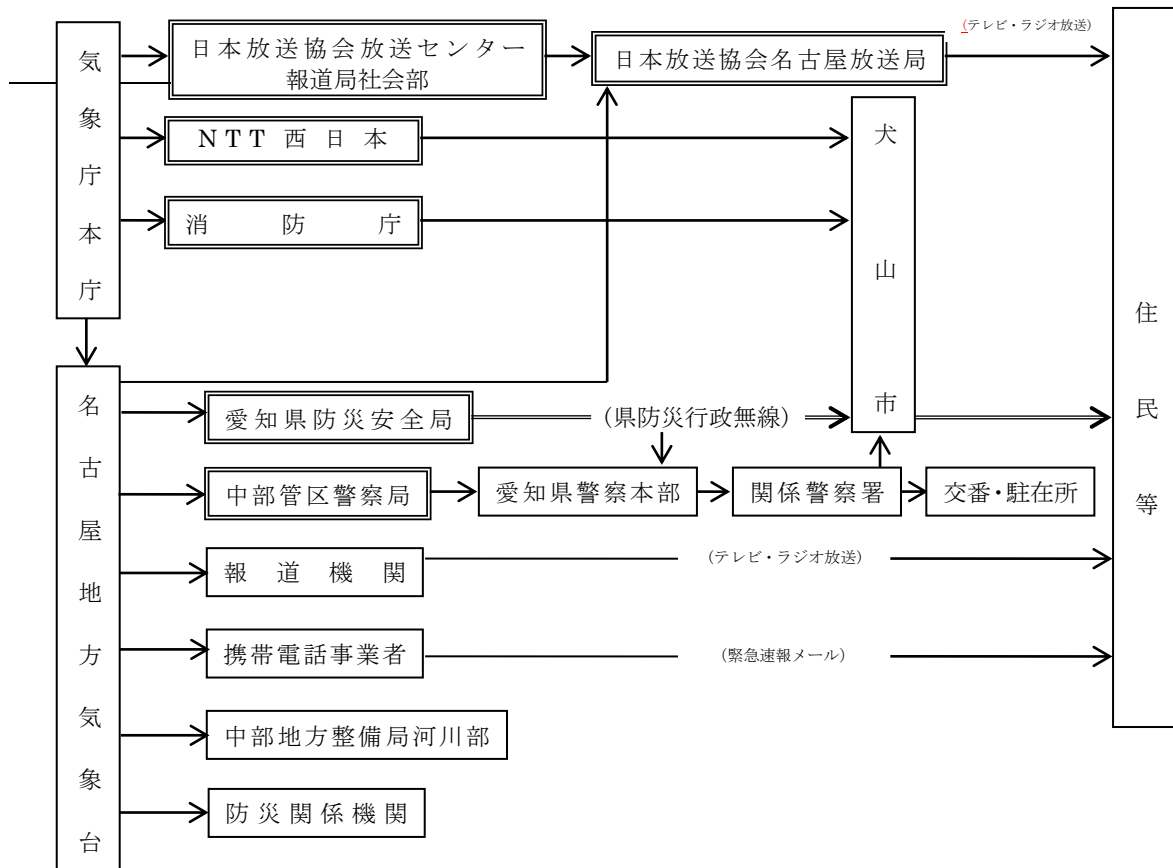 気象庁本庁
日本放送協会放送センター
報道局社会部
日本放送協会名古屋放送局
(テレビ・ラジオ放送)
NTT西日本
消防庁
犬山市
住民等
名古屋地方気象台
愛知県防災安全局
(県防災行政無線)
中部管区警察局
愛知県警察本部
関係警察署
交番・駐在所
報道機関
(テレビ・ラジオ放送)
携帯電話事業者
(緊急速報メール)
中部地方整備局河川部
防災関係機関